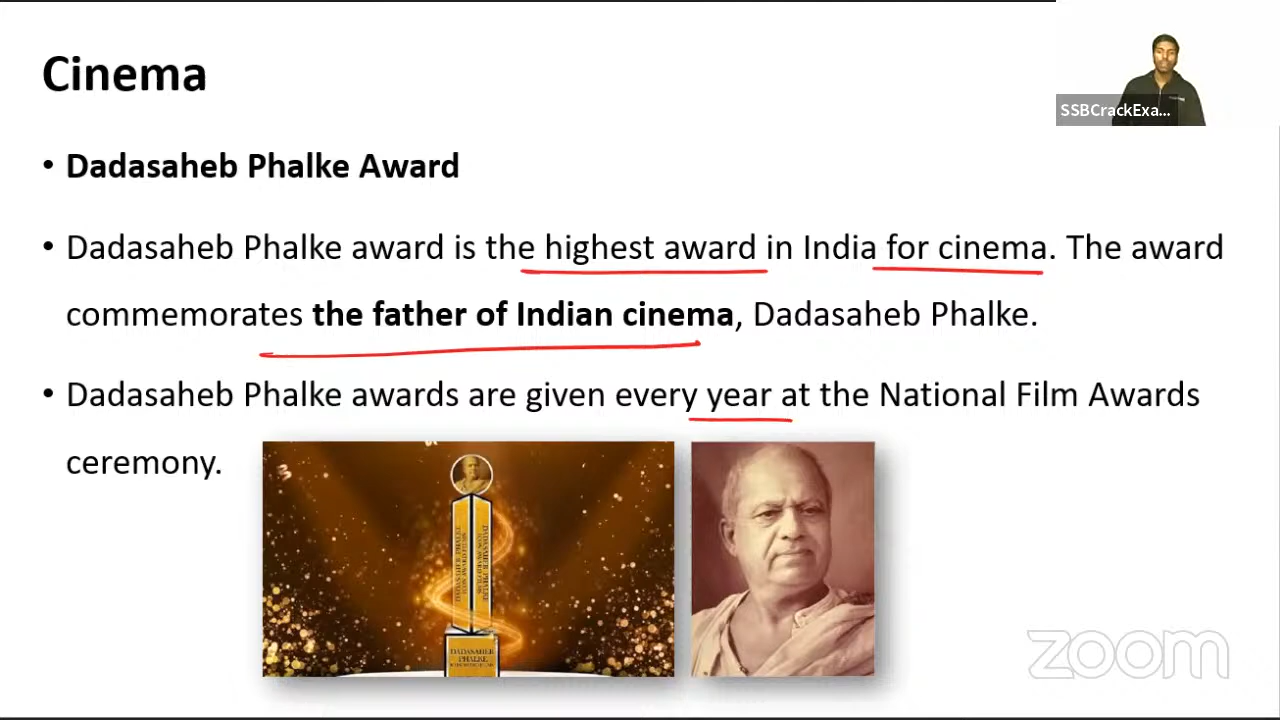 Cinema
SSBCrackExa...
• Dadasaheb Phalke Award
• Dadasaheb Phalke award is the highest award in India for cinema. The award
commemorates the father of Indian cinema, Dadasaheb Phalke.
• Dadasaheb Phalke awards are given every year at the National Film Awards
ceremony.
DADASAHEB
PHALKE
zoom